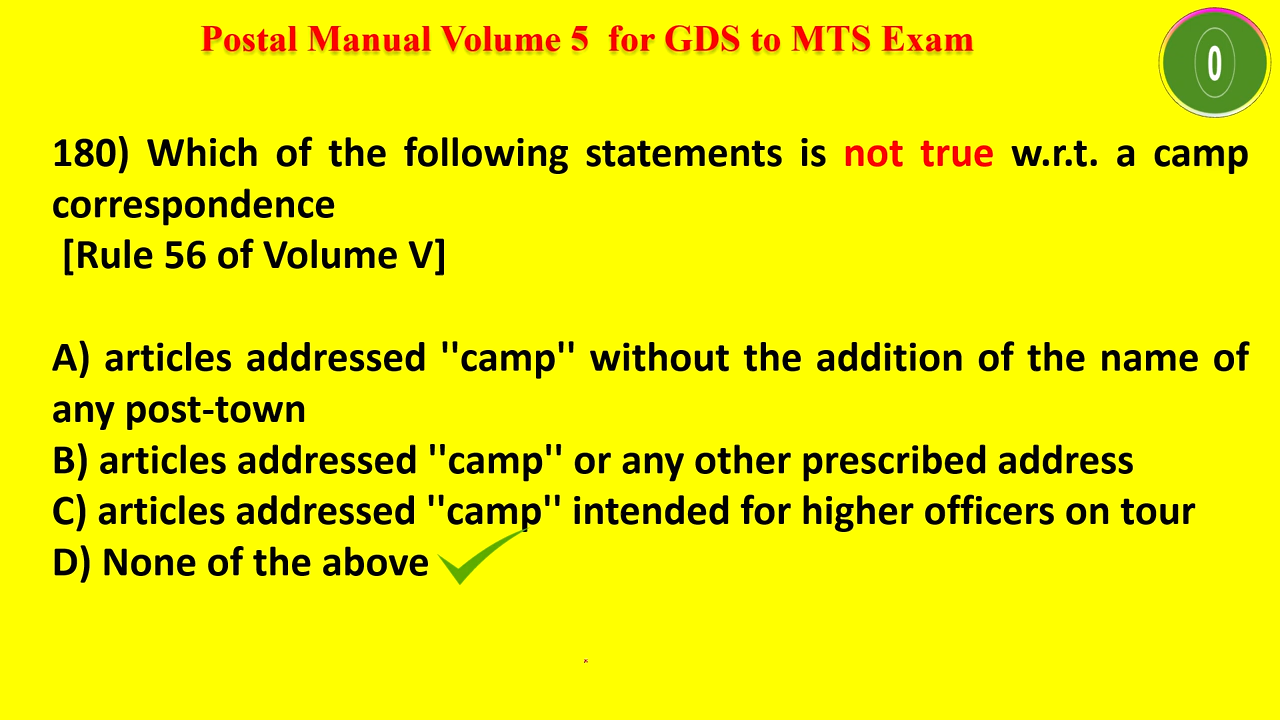 Postal Manual Volume 5 for GDS to MTS Exam
0
180) Which of the following statements is not true w.r.t. a camp
correspondence
[Rule 56 of Volume V]
A) articles addressed ''camp'' without the addition of the name of
any post-town
B) articles addressed ''camp'' or any other prescribed address
C) articles addressed ''camp'' intended for higher officers on tour
D) None of the above